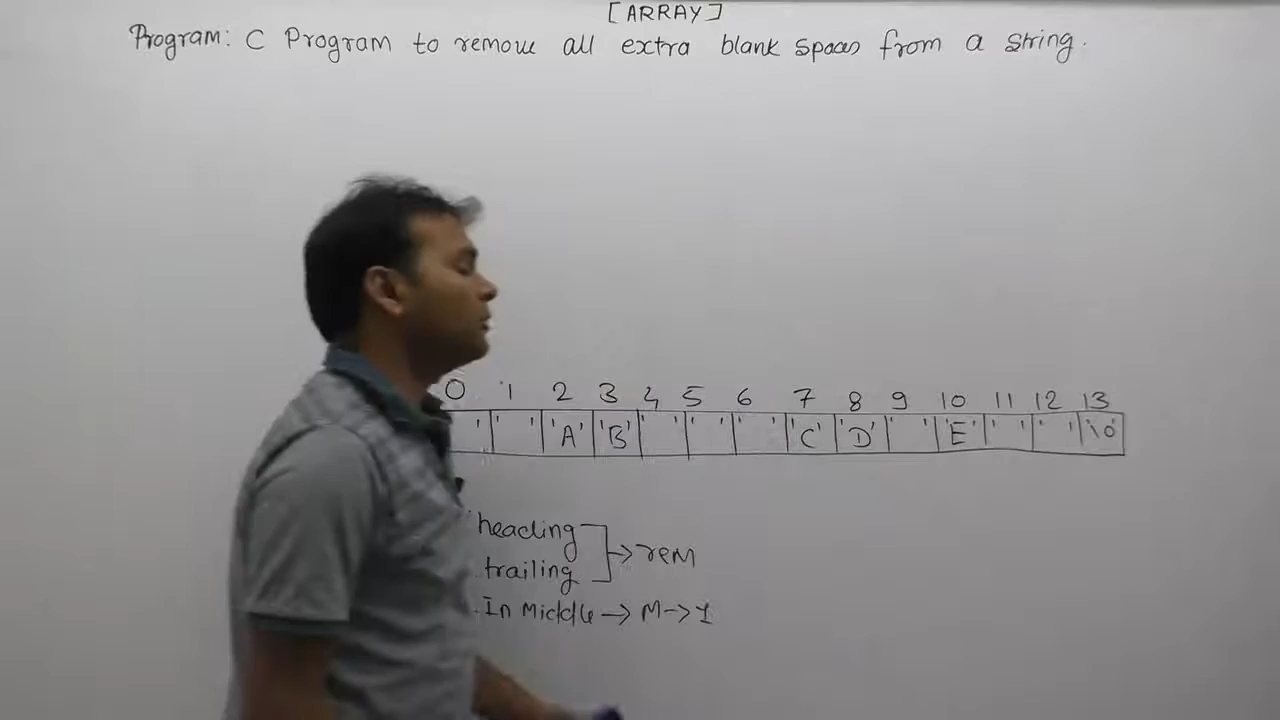 [ARRAY]
Program: C Program to remove all extra blank spaces from a string.
0 1 2 3 4 5 6 7 8 9 10 11 12 13
' ' ' 'A' 'B' ' ' ' ' ' ' 'C' 'D' ' ' 'E' ' ' ' ' '\0'
heading
trailing → rem
In Middle → M->1